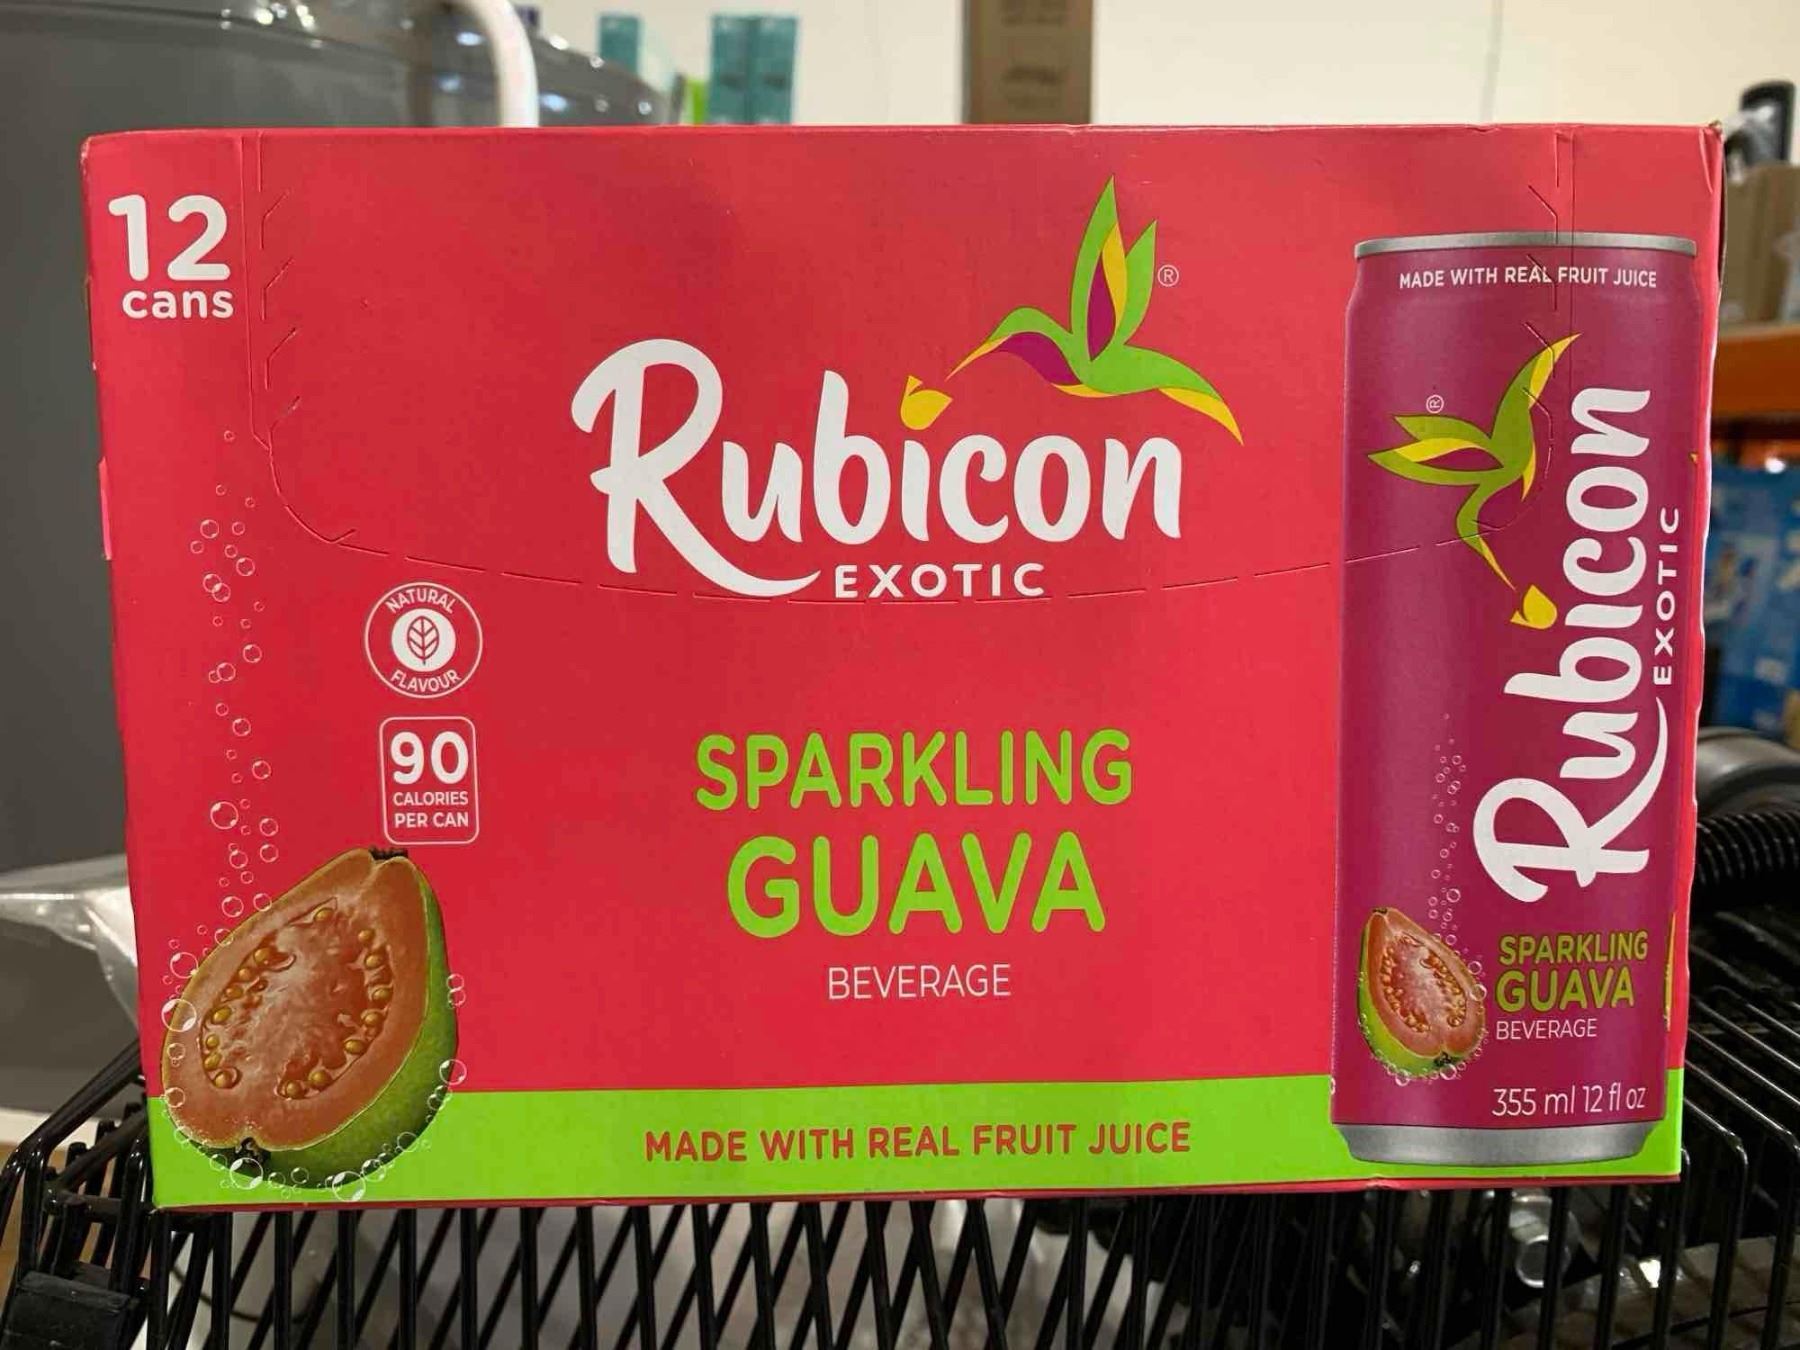 12
cans
®
Rubicon
EXOTIC
NATURAL
FLAVOUR
90
CALORIES
PER CAN
SPARKLING
GUAVA
BEVERAGE
MADE WITH REAL FRUIT JUICE
MADE WITH REAL FRUIT JUICE
®
Rubicon
EXOTIC
SPARKLING
GUAVA
BEVERAGE
355 ml 12 fl oz